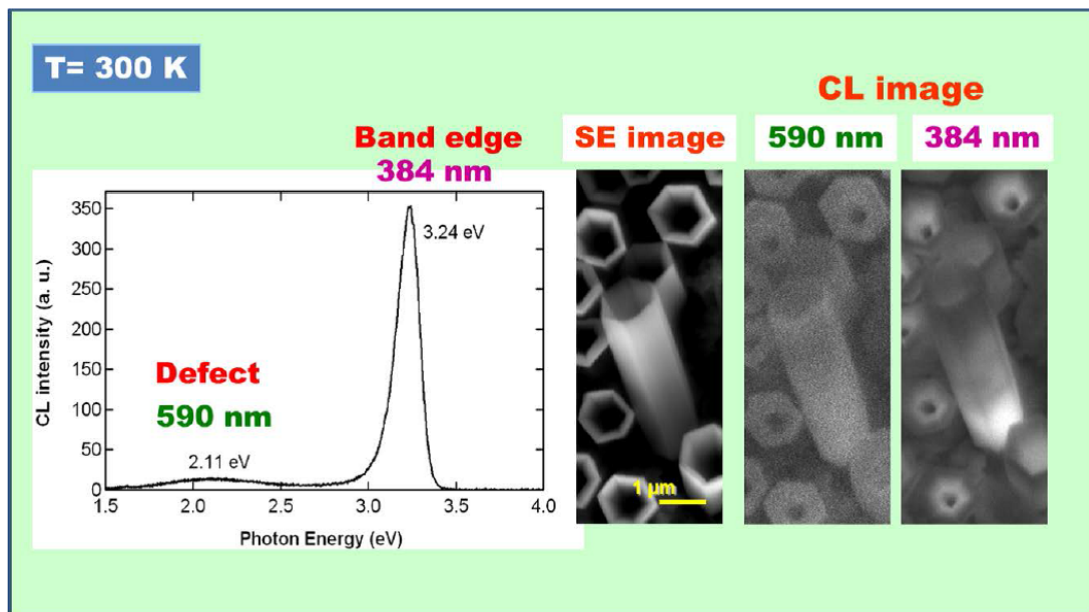 T= 300 K
CL image
Band edge
384 nm
SE image
590 nm
384 nm
CL intensity (a. u.)
350
300
250
200
150
100
50
0
3.24 eV
Defect
590 nm
2.11 eV
1.5
2.0
2.5
3.0
3.5
4.0
Photon Energy (eV)
1 µm